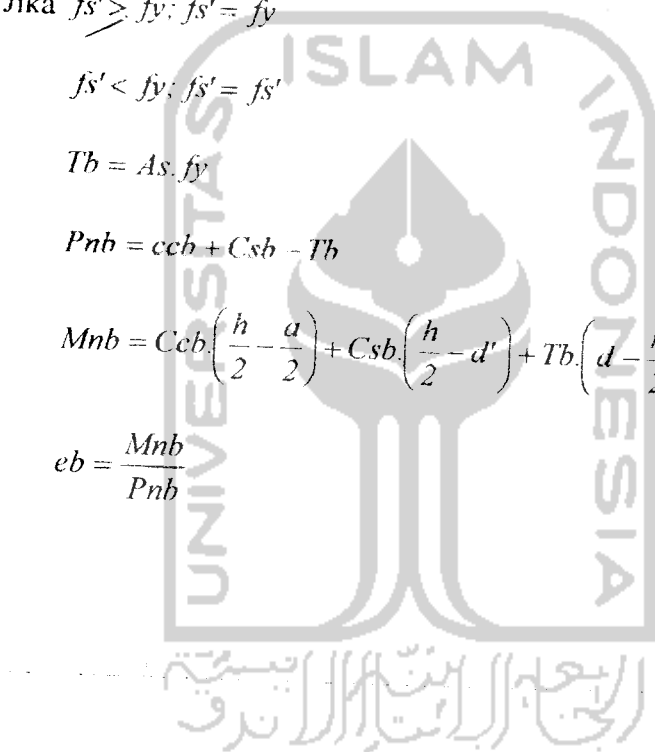 Jika fs' ≥ fy; fs' = fy
fs' < fy; fs' = fs'
Tb = As.fy
Pnb = ccb + Csb - Tb
Mnb = Ccb.(h/2 - a/2) + Csb.(h/2 - d') + Tb.(d - h/2
eb = Mnb/Pnb
UNIVERSITAS
ISLAM
INDONESIA